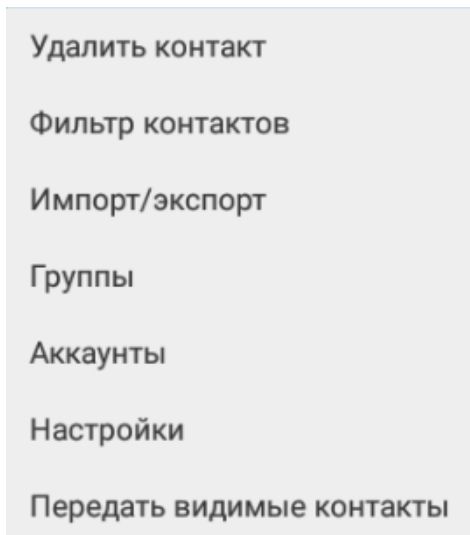 Удалить контакт
Фильтр контактов
Импорт/экспорт
Группы
Аккаунты
Настройки
Передать видимые контакты